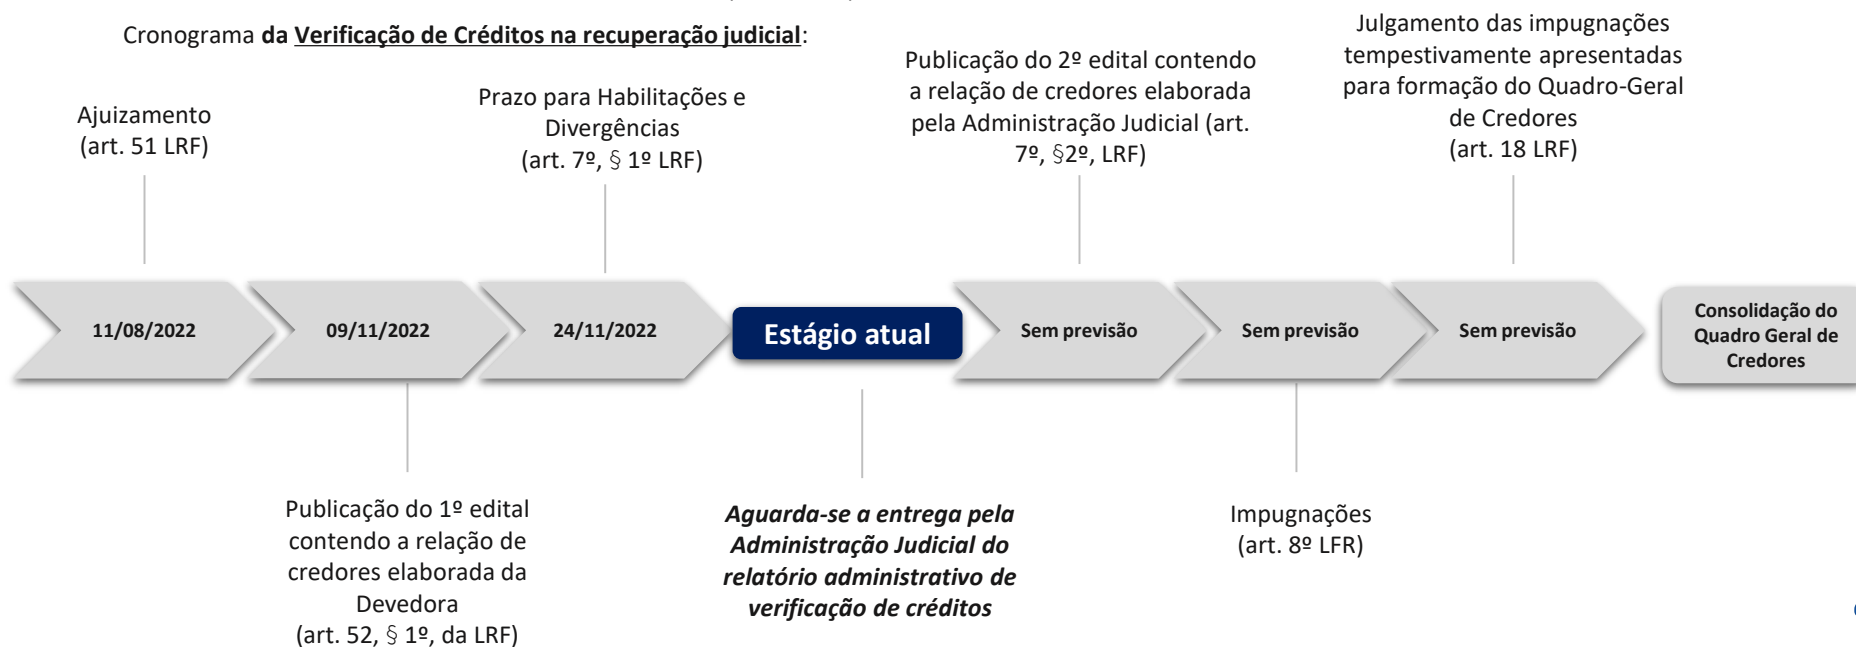 Cronograma da Verificação de Créditos na recuperação judicial:
Ajuizamento
(art. 51 LRF)
Prazo para Habilitações e
Divergências
(art. 7º, § 1º LRF)
Publicação do 2º edital contendo
a relação de credores elaborada
pela Administração Judicial (art.
7º, §2º, LRF)
Julgamento das impugnações
tempestivamente apresentadas
para formação do Quadro-Geral
de Credores
(art. 18 LRF)
11/08/2022
09/11/2022
24/11/2022
Estágio atual
Sem previsão
Sem previsão
Sem previsão
Consolidação do
Quadro Geral de
Credores
Publicação do 1º edital
contendo a relação de
credores elaborada da
Devedora
(art. 52, § 1º, da LRF)
Aguarda-se a entrega pela
Administração Judicial do
relatório administrativo de
verificação de créditos
Impugnações
(art. 8º LFR)